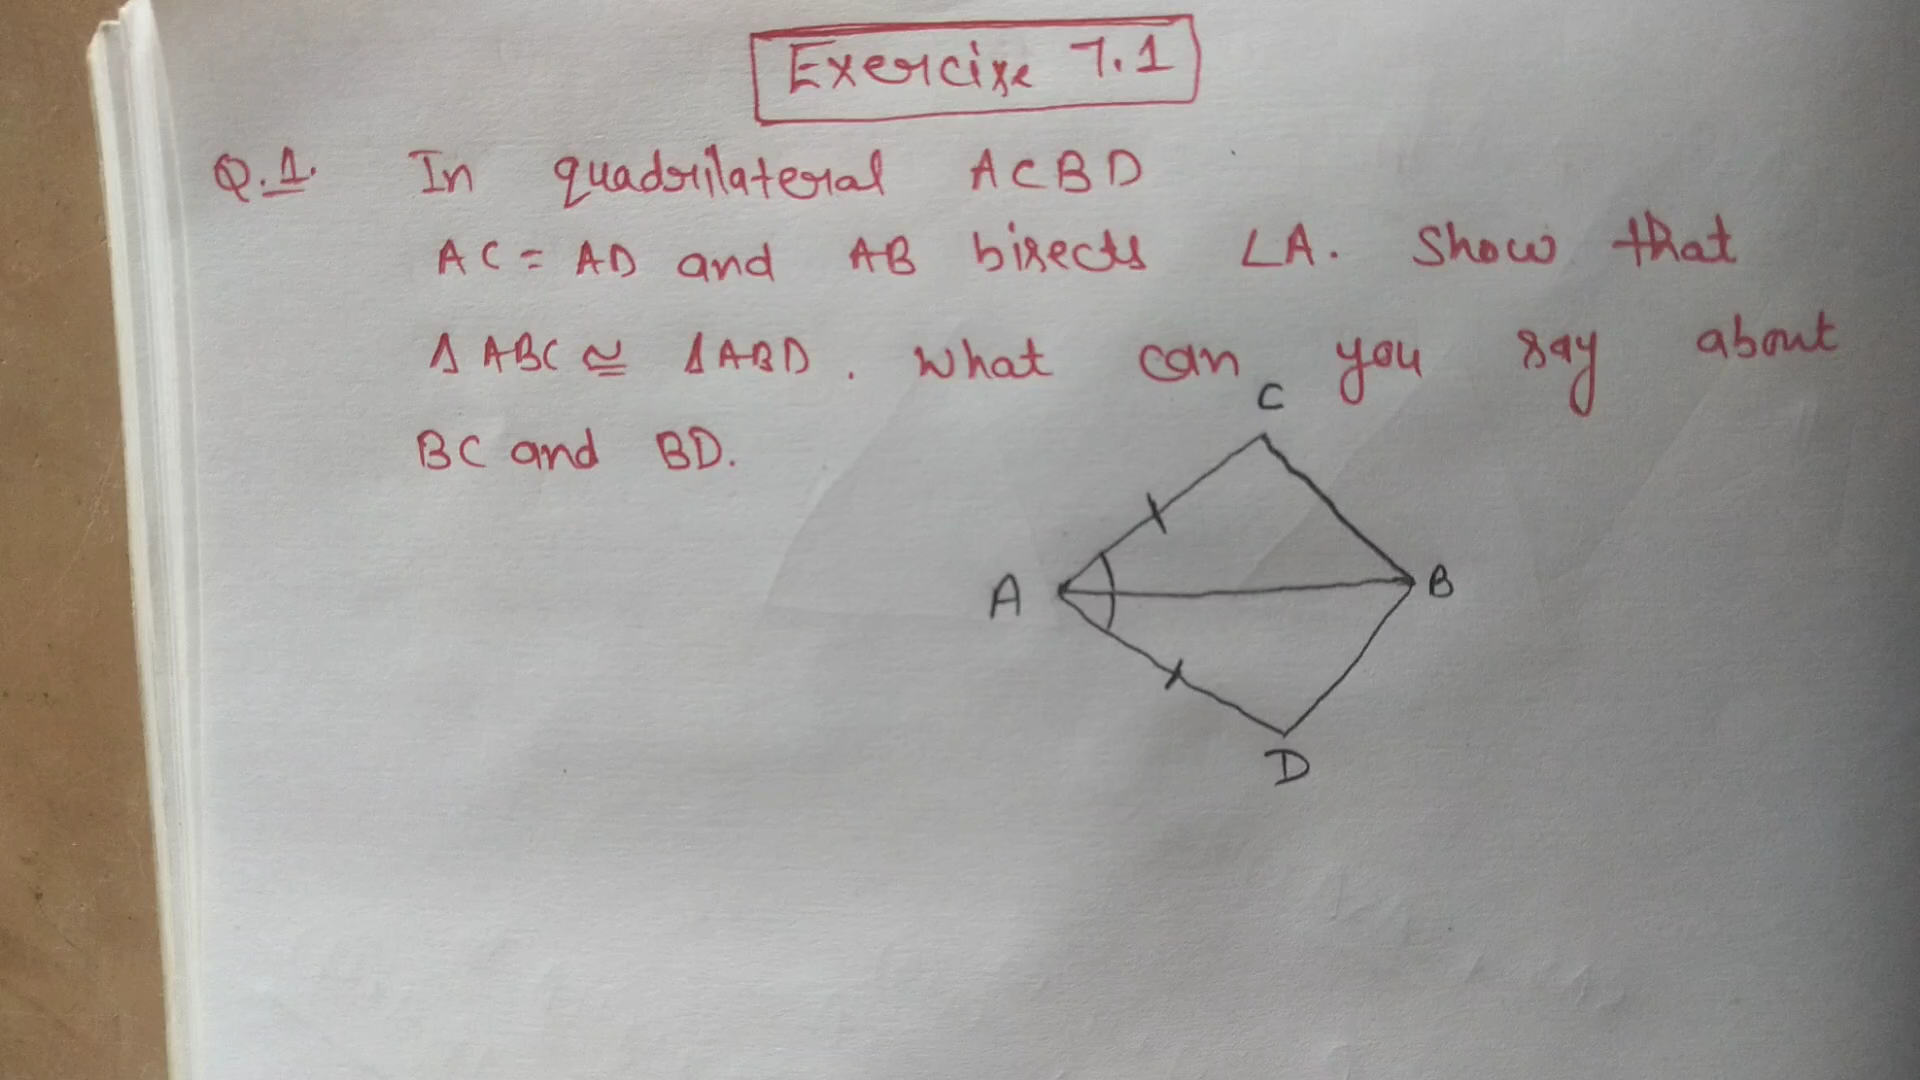 Exercise 7.1
Q.1. In quadrilateral ACBD
AC = AD and AB bisects ∠A. Show that
Δ ABC ≅ ΔABD. What can you say about
BC and BD.
C
A
B
D